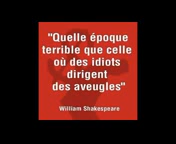 "Quelle époque
terrible que celle
où des idiots
dirigent
des aveugles"
William Shakespeare